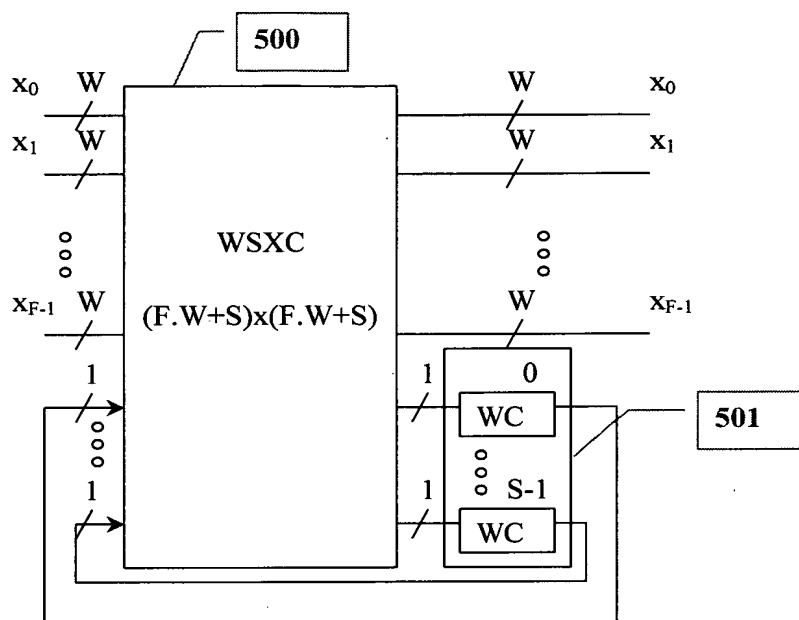 500
x0 W W x0
x1 W W x1
WSXC
xF-1 W W xF-1
(F.W+S)x(F.W+S)
1 1 0
WC
501
1 1 S-1
WC